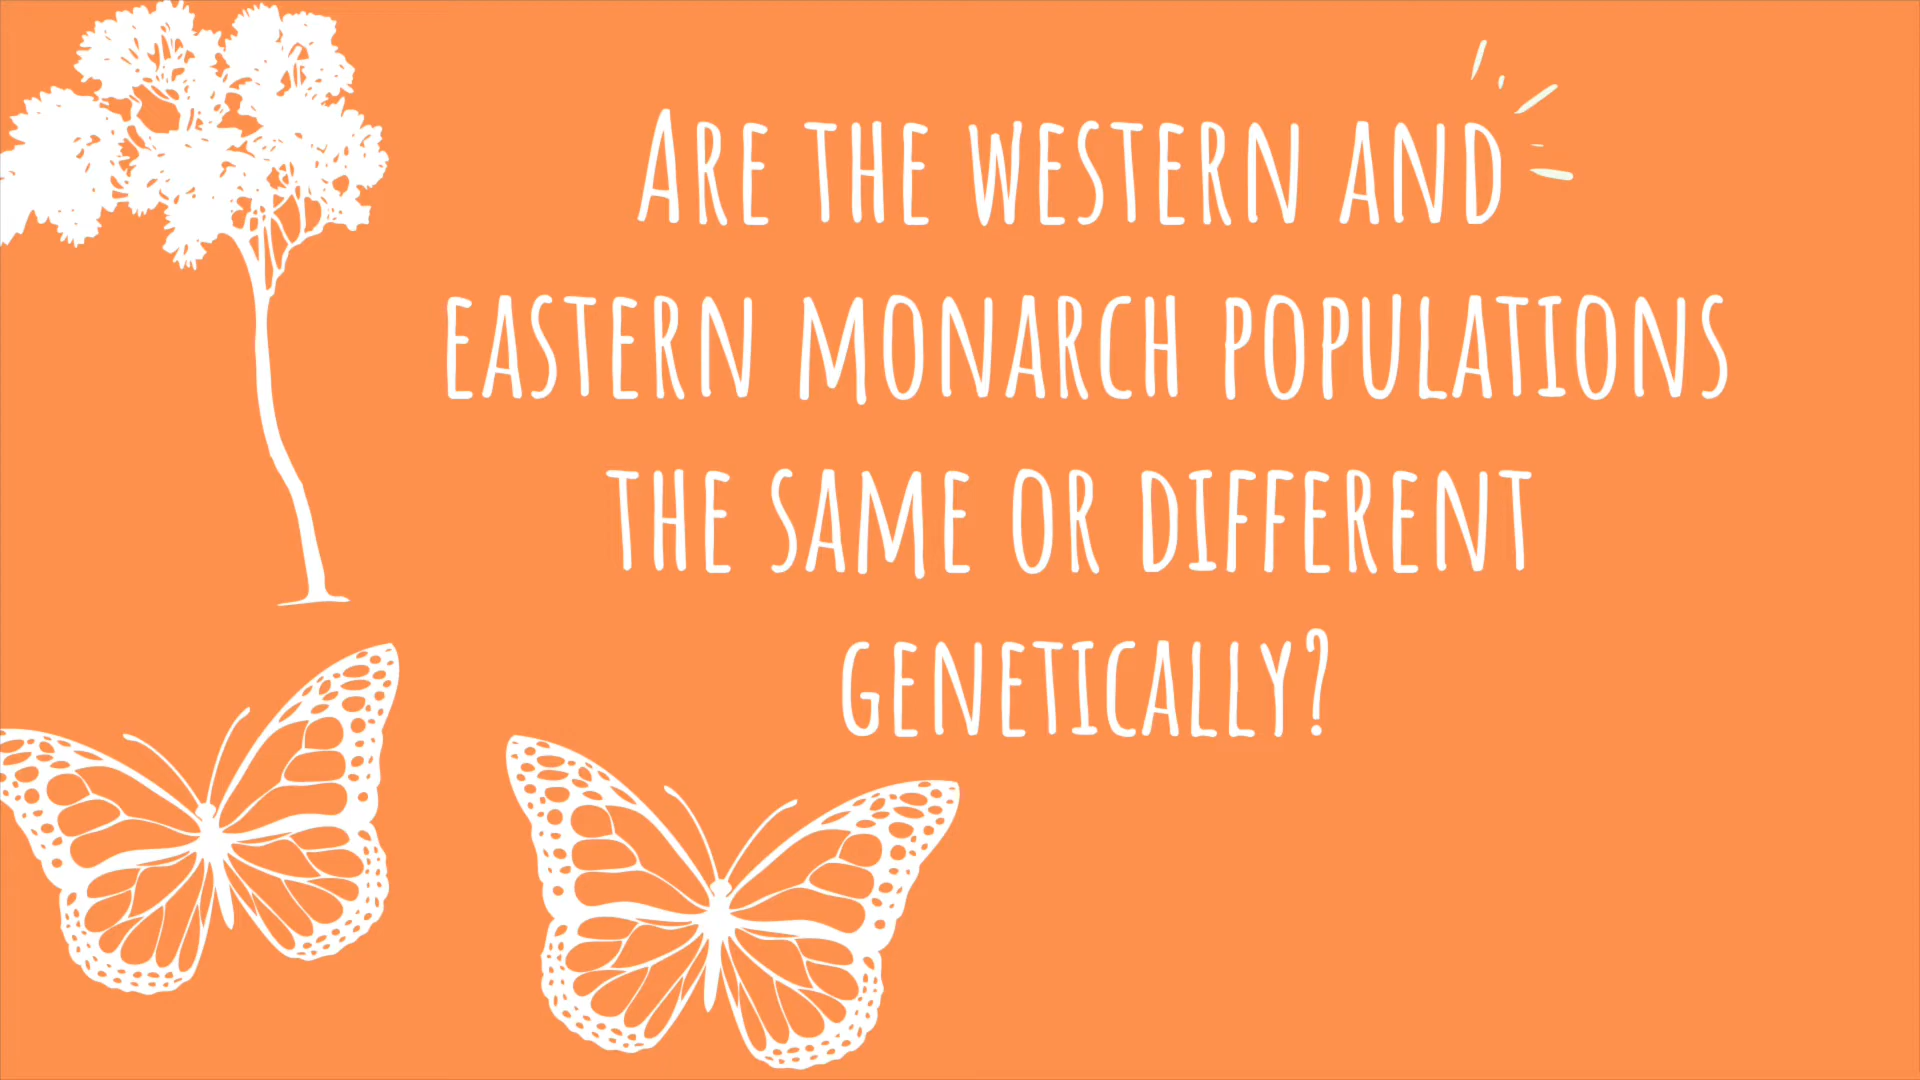 Are the western and
eastern monarch populations
the same or different
genetically?